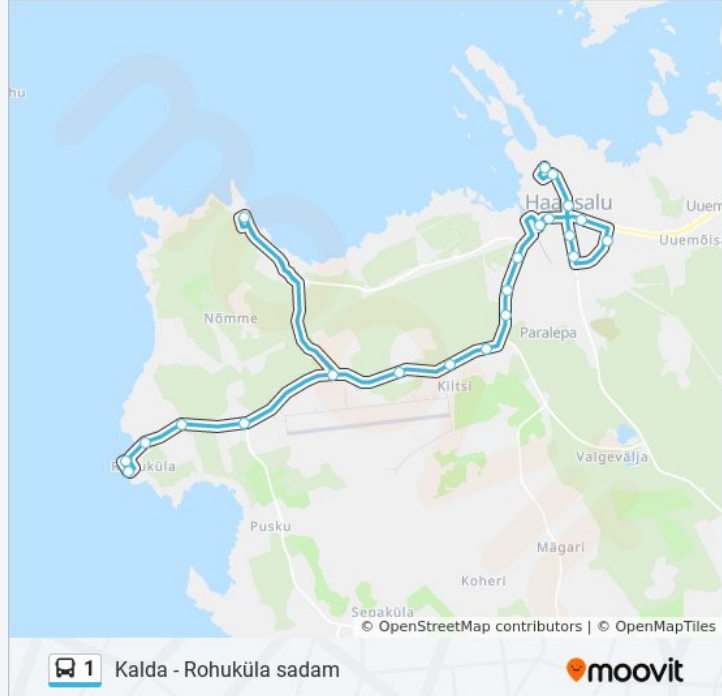 hu
Haapsalu
Uuem
Uuemõisa
Nõmme
Paralepa
Kiltsi
Rohuküla
Valgevälja
Pusku
Mägari
Koheri
Sepaküla
© OpenStreetMap contributors | © OpenMapTiles
1 Kalda - Rohuküla sadam
moovit